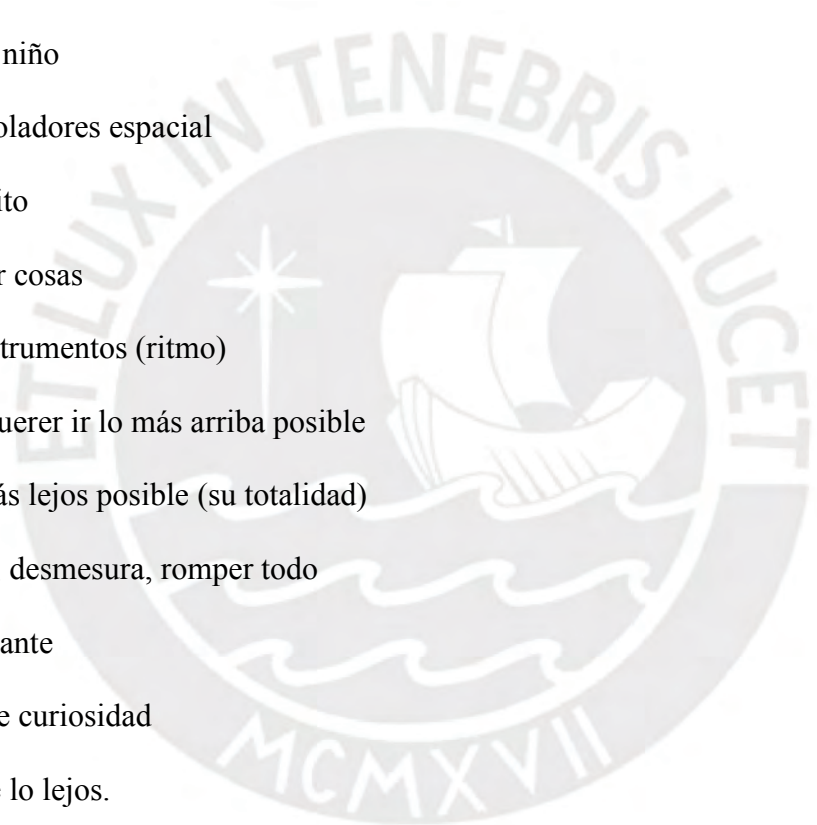 niño
oladores espacial
ito
r cosas
trumentos (ritmo)
uerer ir lo más arriba posible
ás lejos posible (su totalidad)
desmesura, romper todo
ante
e curiosidad
lo lejos.
ET LUX IN TENEBRIS LUCET
MCMXVII